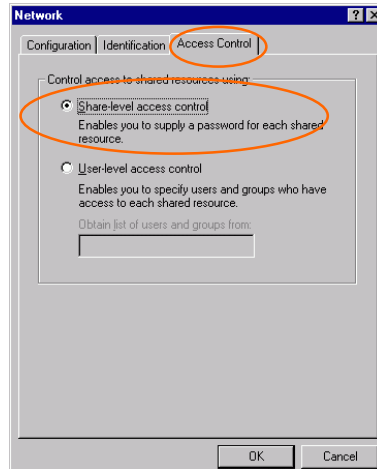 Network
Configuration
Identification
Access Control
Control access to shared resources using:
Share-level access control
Enables you to supply a password for each shared
resource.
User-level access control
Enables you to specify users and groups who have
access to each shared resource.
Obtain list of users and groups from:
OK
Cancel